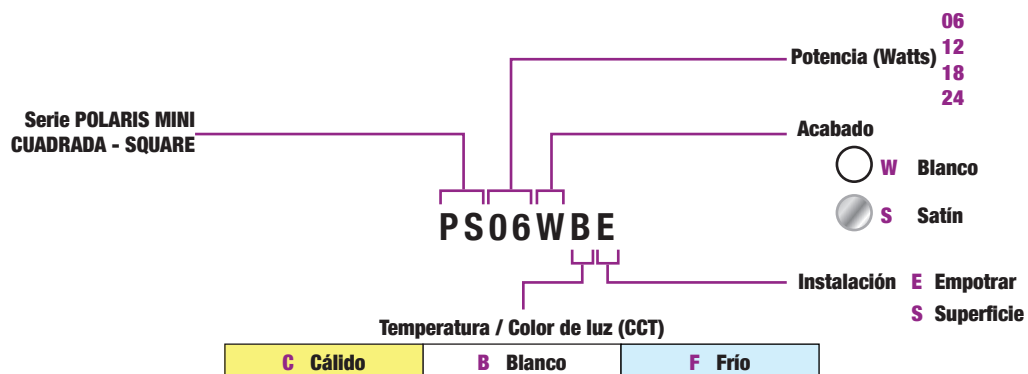 06
12
Potencia (Watts)
18
24
Serie POLARIS MINI
CUADRADA - SQUARE
Acabado
W Blanco
S Satín
PS06WBE
Instalación E Empotrar
S Superficie
Temperatura / Color de luz (CCT)
C Cálido B Blanco F Frío